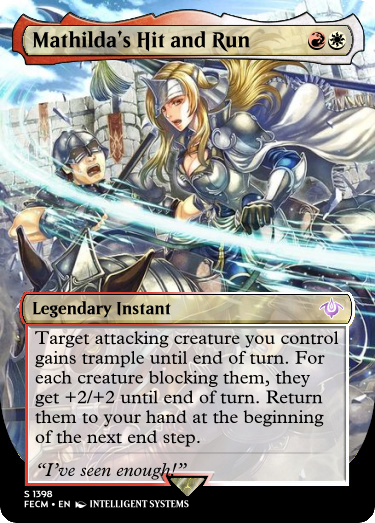 Mathilda's Hit and Run
Legendary Instant
Target attacking creature you control
gains trample until end of turn. For
each creature blocking them, they
get +2/+2 until end of turn. Return
them to your hand at the beginning
of the next end step.
“I've seen enough!”
S 1398
FECM • EN INTELLIGENT SYSTEMS